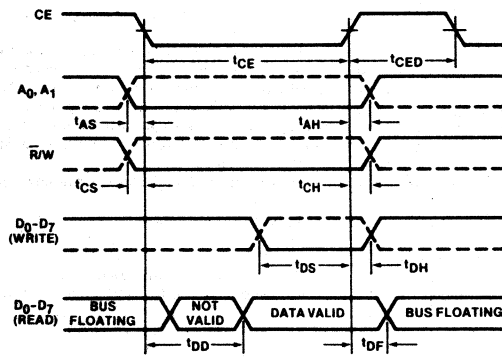 CE
tCE
tCED
A0, A1
tAS
tAH
R̅/W
tCS
tCH
D0-D7
(WRITE)
tDS
tDH
D0-D7
(READ)
BUS
FLOATING
NOT
VALID
DATA VALID
BUS FLOATING
tDD
tDF